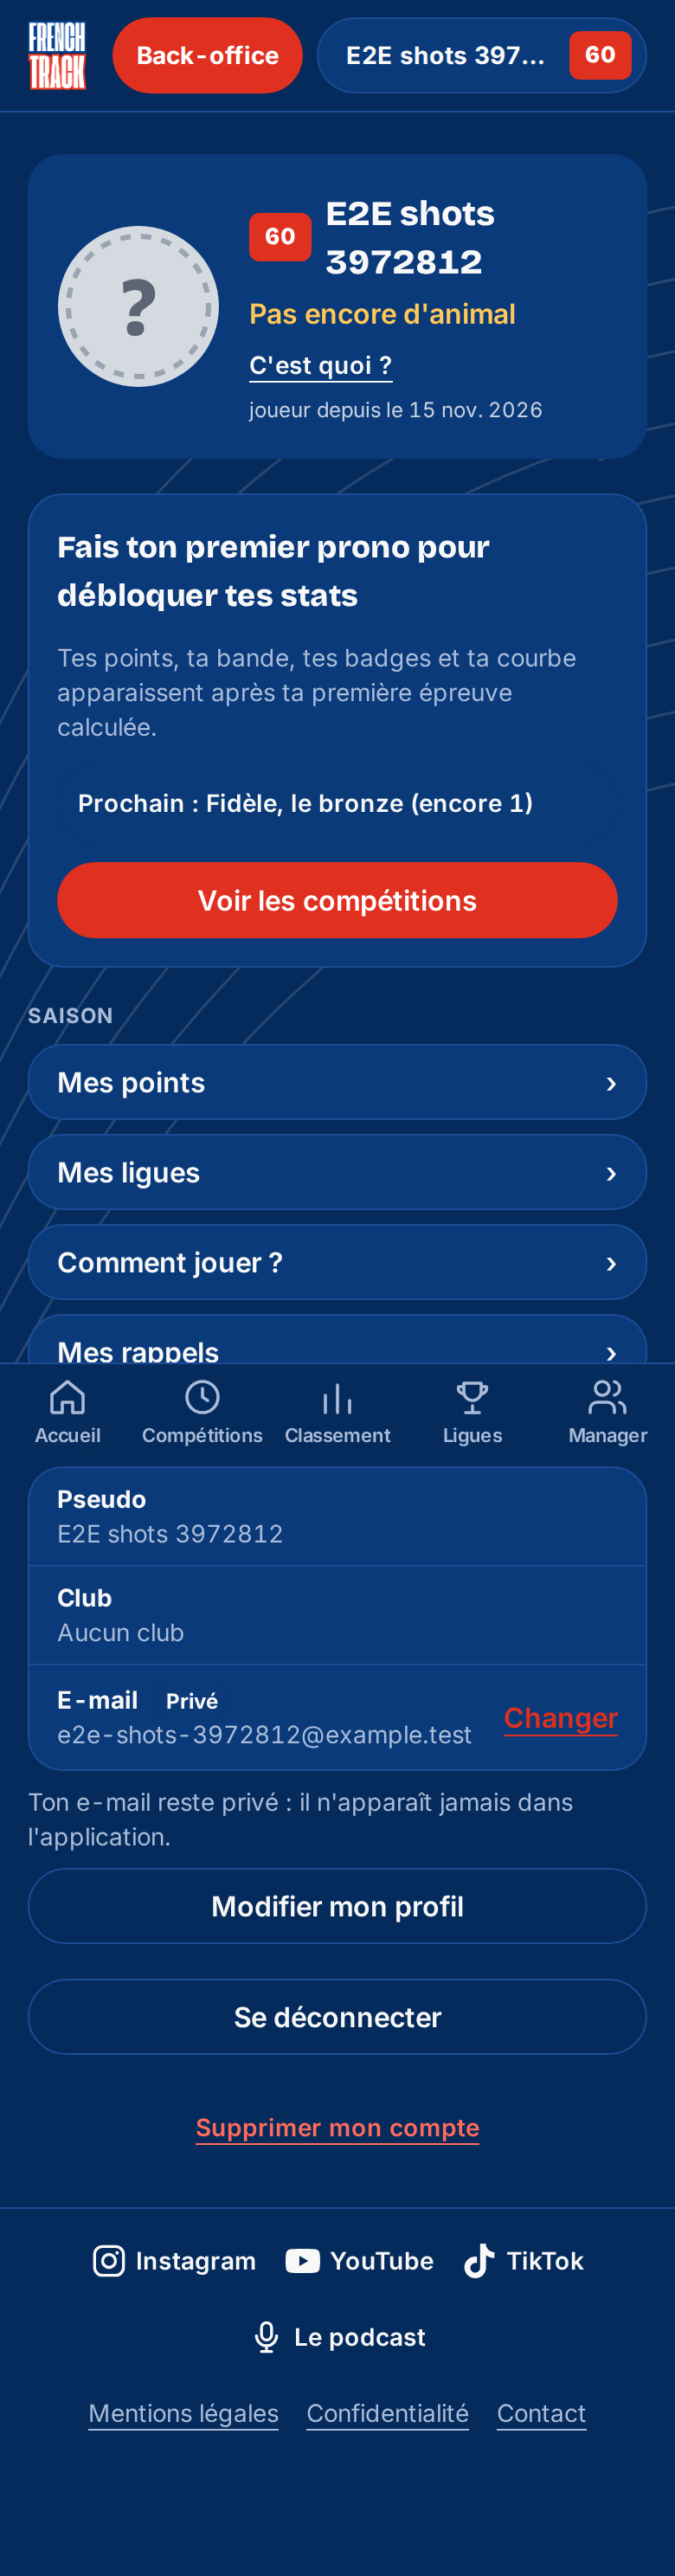 FRENCH
TRACK
Back-office
E2E shots 397...
60
60
E2E shots
3972812
?
Pas encore d'animal
C'est quoi ?
joueur depuis le 15 nov. 2026
Fais ton premier prono pour
débloquer tes stats
Tes points, ta bande, tes badges et ta courbe
apparaissent après ta première épreuve
calculée.
Prochain : Fidèle, le bronze (encore 1)
Voir les compétitions
SAISON
Mes points ›
Mes ligues ›
Comment jouer ? ›
Mes rappels ›
Accueil
Compétitions
Classement
Ligues
Manager
Pseudo
E2E shots 3972812
Club
Aucun club
E-mail Privé
e2e-shots-3972812@example.test
Changer
Ton e-mail reste privé : il n'apparaît jamais dans
l'application.
Modifier mon profil
Se déconnecter
Supprimer mon compte
Instagram YouTube TikTok
Le podcast
Mentions légales Confidentialité Contact